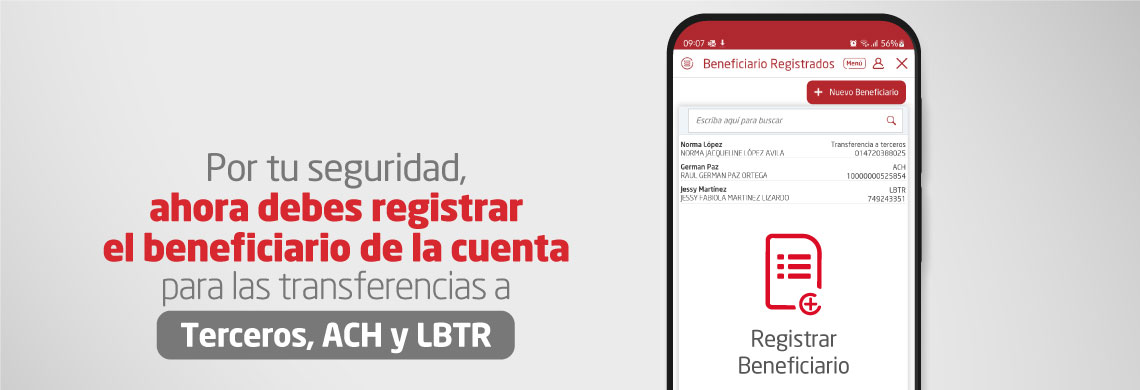 Por tu seguridad,
ahora debes registrar
el beneficiario de la cuenta
para las transferencias a
Terceros, ACH y LBTR
09:07 56%
Beneficiario Registrados Menú
+ Nuevo Beneficiario
Escriba aquí para buscar
Norma López Transferencia a terceros
NORMA JACQUELINE LÓPEZ AVILA 014720388025
German Paz ACH
RAUL GERMAN PAZ ORTEGA 10000000525854
Jessy Martínez LBTR
JESSY FABIOLA MARTINEZ LIZARDO 749243351
Registrar
Beneficiario